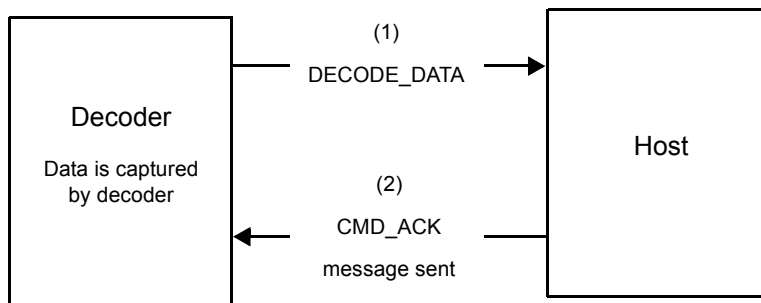 (1)
DECODE_DATA
Decoder
Data is captured
by decoder
Host
(2)
CMD_ACK
message sent